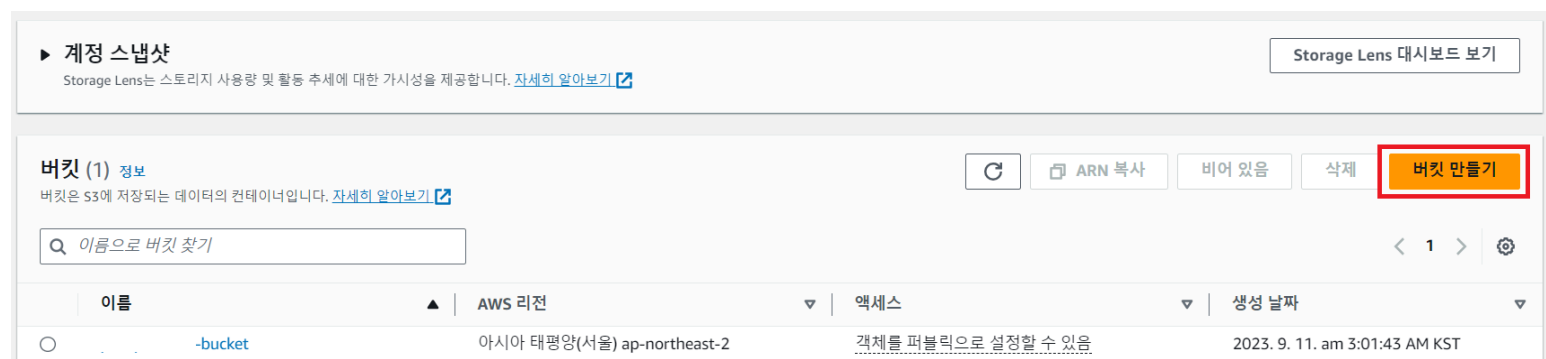 계정 스냅샷
Storage Lens 대시보드 보기
Storage Lens는 스토리지 사용량 및 활동 추세에 대한 가시성을 제공합니다. 자세히 알아보기
버킷 (1) 정보
ARN 복사
비어 있음
삭제
버킷 만들기
버킷은 S3에 저장되는 데이터의 컨테이너입니다. 자세히 알아보기
이름으로 버킷 찾기
1
이름 AWS 리전 액세스 생성 날짜
-bucket 아시아 태평양(서울) ap-northeast-2 객체를 퍼블릭으로 설정할 수 있음 2023. 9. 11. am 3:01:43 AM KST